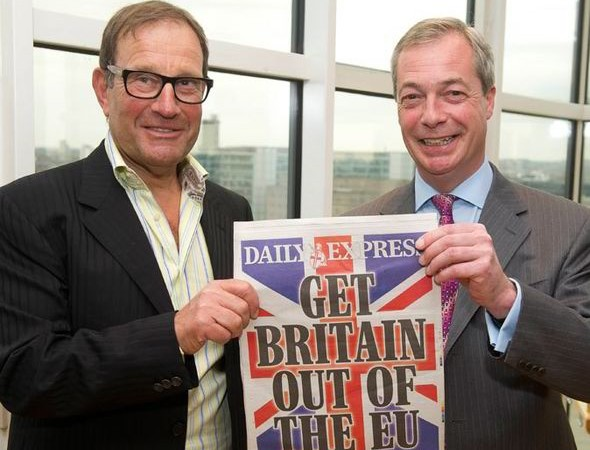 DAILY EXPRESS
GET
BRITAIN
OUT OF
THE EU